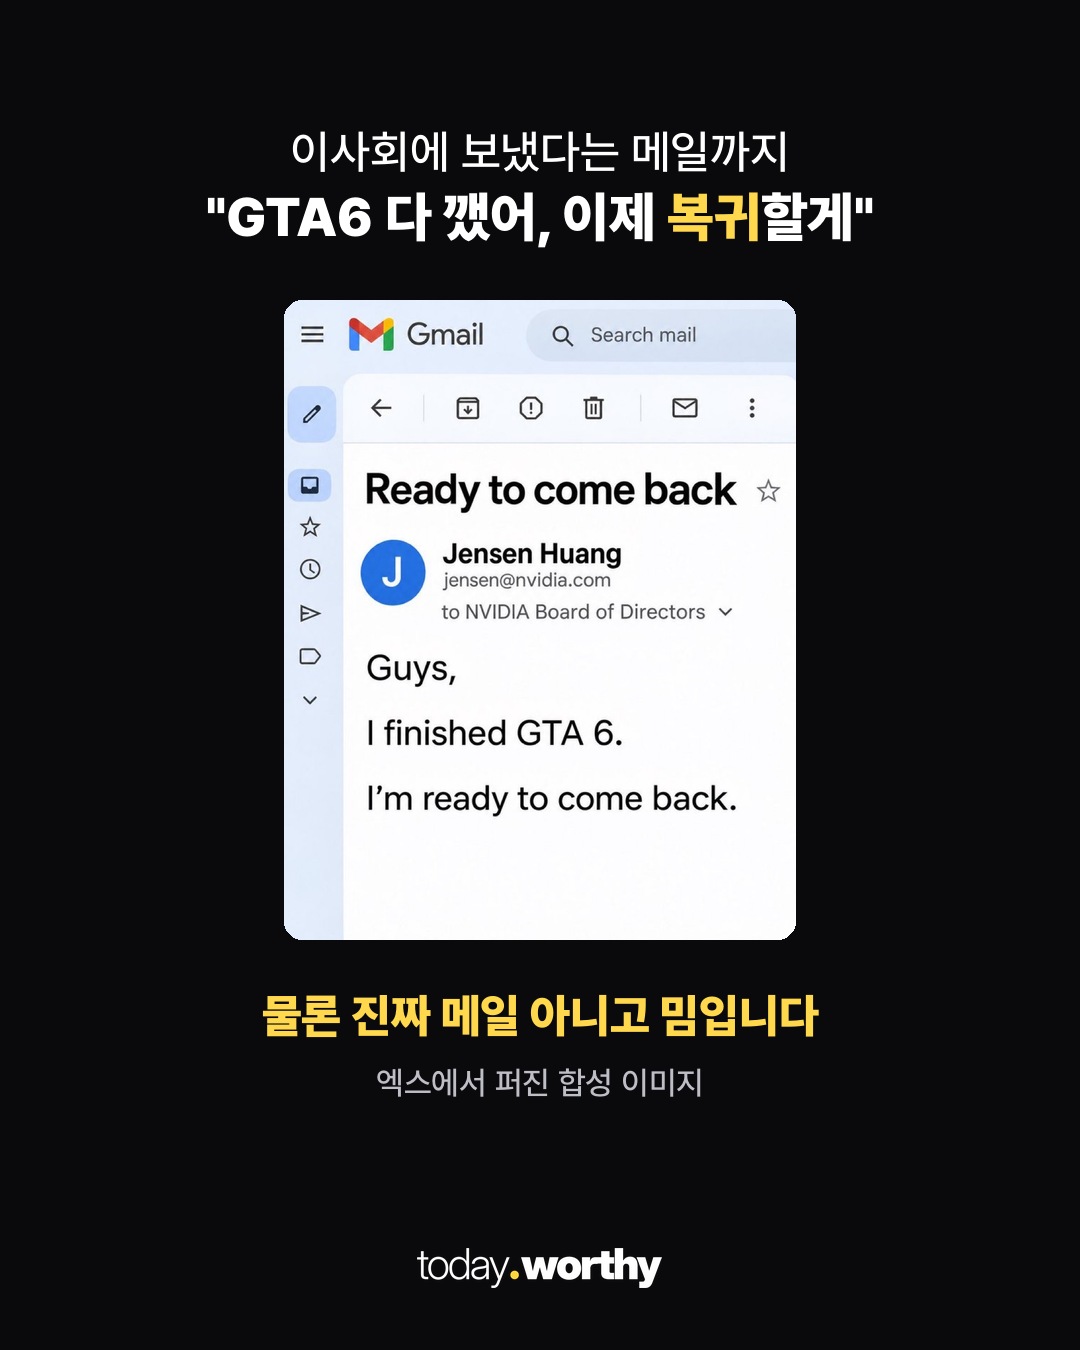 이사회에 보냈다는 메일까지
"GTA6 다 깼어, 이제 복귀할게"
Gmail
Search mail
Ready to come back
J
Jensen Huang
jensen@nvidia.com
to NVIDIA Board of Directors
Guys,
I finished GTA 6.
I'm ready to come back.
물론 진짜 메일 아니고 밈입니다
엑스에서 퍼진 합성 이미지
today.worthy